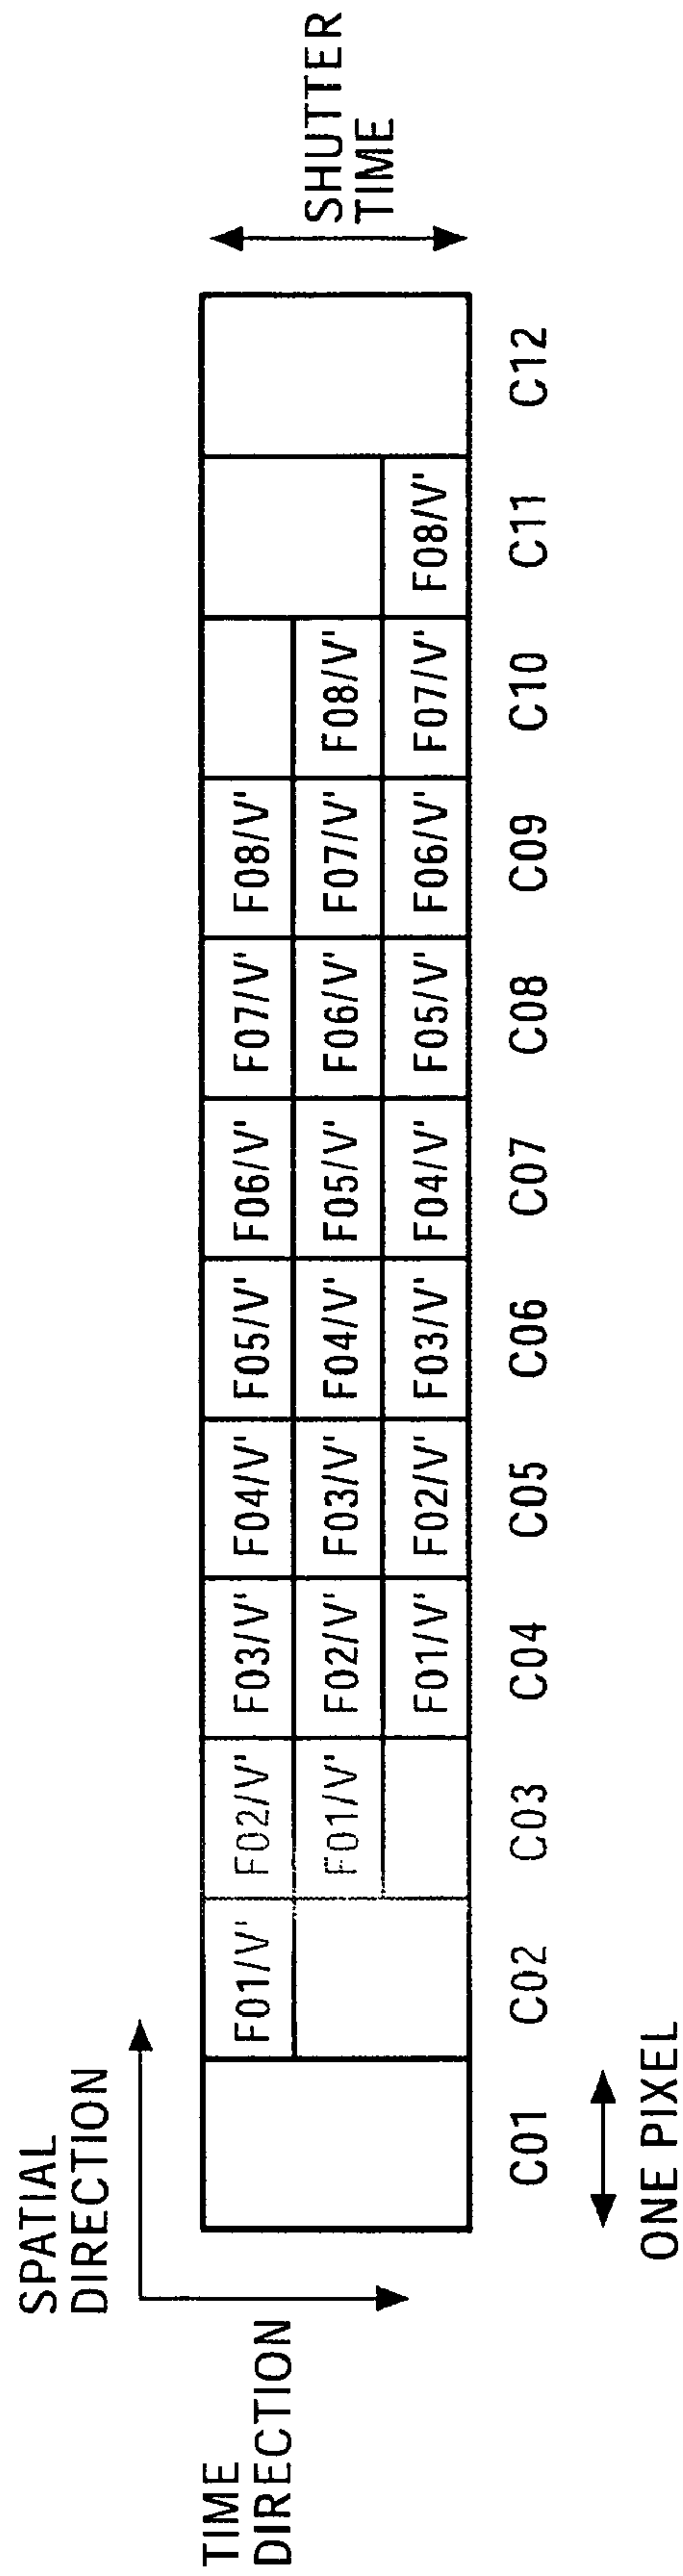 SPATIAL
DIRECTION
TIME
DIRECTION
SHUTTER
TIME
F01/V' F02/V' F03/V' F04/V' F05/V' F06/V' F07/V' F08/V'
F01/V' F02/V' F03/V' F04/V' F05/V' F06/V' F07/V' F08/V'
F01/V' F02/V' F03/V' F04/V' F05/V' F06/V' F07/V' F08/V'
C01 C02 C03 C04 C05 C06 C07 C08 C09 C10 C11 C12
ONE PIXEL